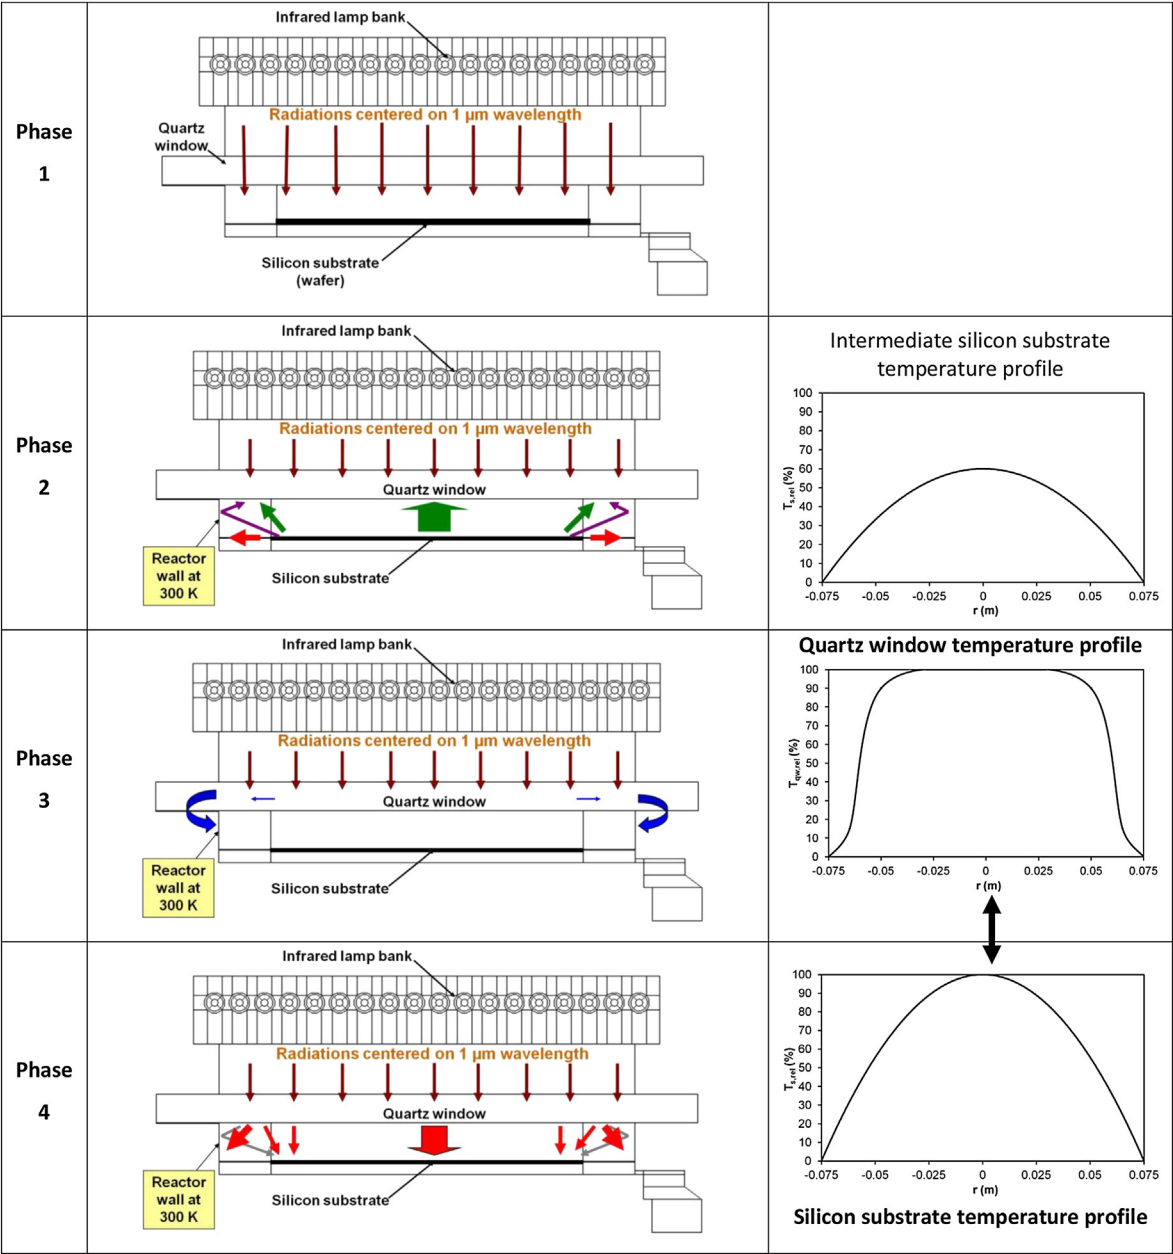 Phase
1
Infrared lamp bank
Radiations centered on 1 µm wavelength
Quartz
window
Silicon substrate
(wafer)
Phase
2
Infrared lamp bank
Radiations centered on 1 µm wavelength
Quartz window
Reactor
wall at
300 K
Silicon substrate
Intermediate silicon substrate
temperature profile
100
90
80
70
60
50
40
30
20
10
0
T_s,rel (%)
-0.075 -0.05 -0.025 0 0.025 0.05 0.075
r (m)
Phase
3
Infrared lamp bank
Radiations centered on 1 µm wavelength
Quartz window
Reactor
wall at
300 K
Silicon substrate
Quartz window temperature profile
100
90
80
70
60
50
40
30
20
10
0
T_qw,rel (%)
-0.075 -0.05 -0.025 0 0.025 0.05 0.075
r (m)
Phase
4
Infrared lamp bank
Radiations centered on 1 µm wavelength
Quartz window
Reactor
wall at
300 K
Silicon substrate
100
90
80
70
60
50
40
30
20
10
0
T_s,rel (%)
-0.075 -0.05 -0.025 0 0.025 0.05 0.075
r (m)
Silicon substrate temperature profile